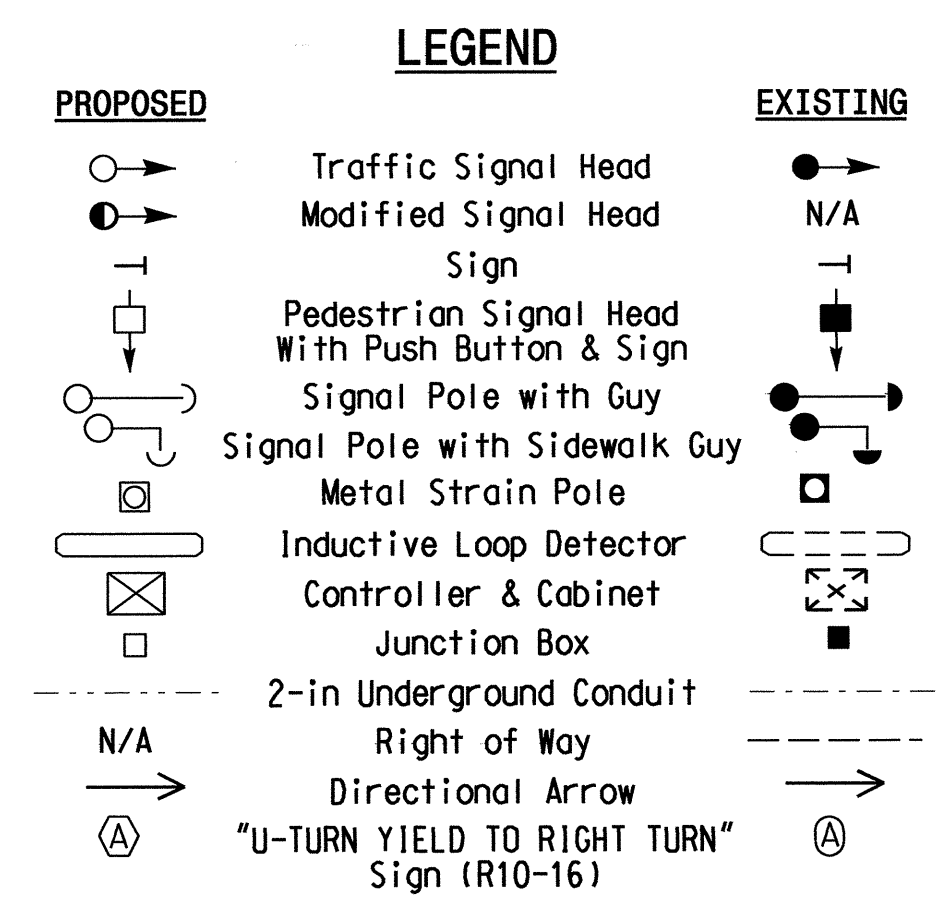 LEGEND
PROPOSED EXISTING
Traffic Signal Head
Modified Signal Head N/A
Sign
Pedestrian Signal Head
With Push Button & Sign
Signal Pole with Guy
Signal Pole with Sidewalk Guy
Metal Strain Pole
Inductive Loop Detector
Controller & Cabinet
Junction Box
2-in Underground Conduit
N/A Right of Way
Directional Arrow
A "U-TURN YIELD TO RIGHT TURN" A
Sign (R10-16)